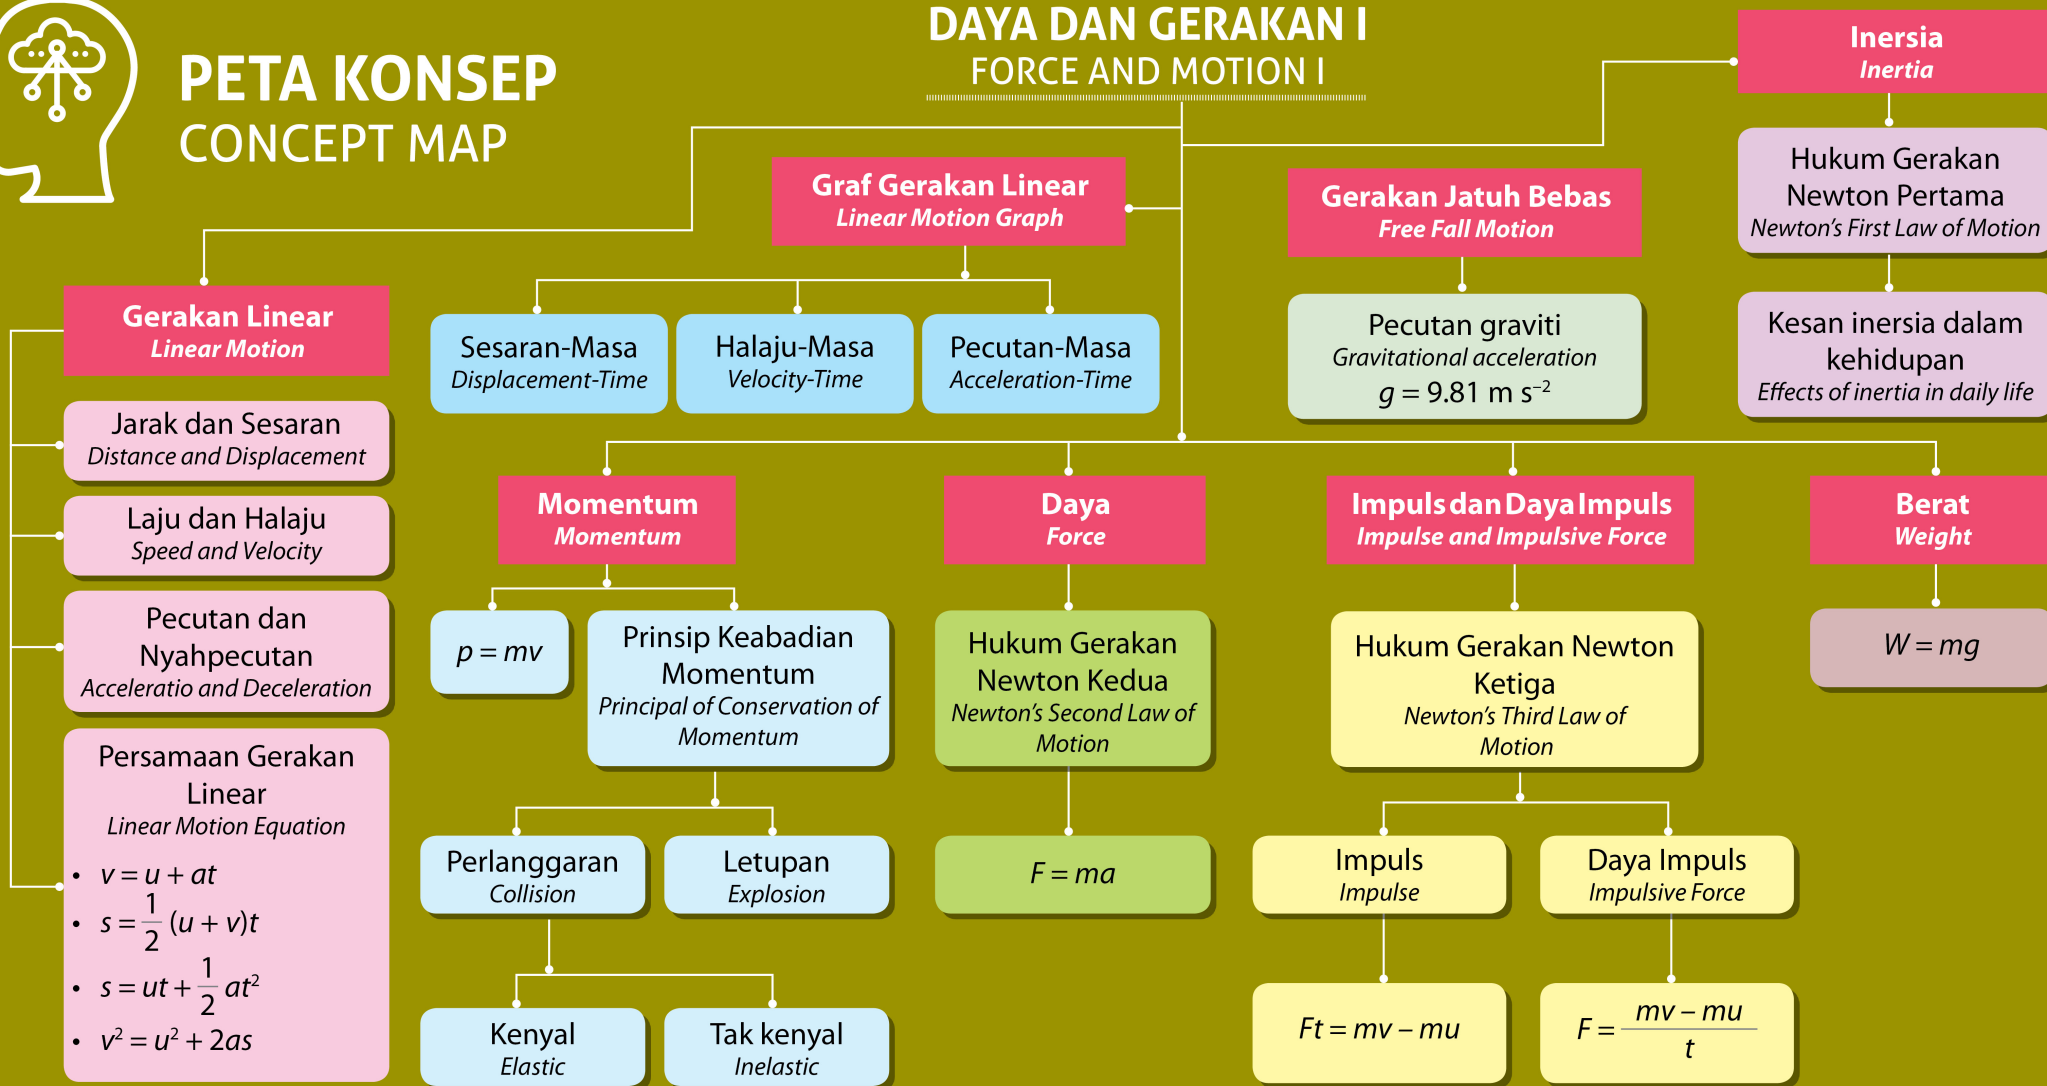 PETA KONSEP
CONCEPT MAP
DAYA DAN GERAKAN I
FORCE AND MOTION I
Inersia
Inertia
Hukum Gerakan
Newton Pertama
Newton's First Law of Motion
Kesan inersia dalam
kehidupan
Effects of inertia in daily life
Graf Gerakan Linear
Linear Motion Graph
Sesaran-Masa
Displacement-Time
Halaju-Masa
Velocity-Time
Pecutan-Masa
Acceleration-Time
Gerakan Jatuh Bebas
Free Fall Motion
Pecutan graviti
Gravitational acceleration
g = 9.81 m s⁻²
Gerakan Linear
Linear Motion
Jarak dan Sesaran
Distance and Displacement
Laju dan Halaju
Speed and Velocity
Pecutan dan
Nyahpecutan
Acceleratio and Deceleration
Persamaan Gerakan
Linear
Linear Motion Equation
• v = u + at
• s = 1/2 (u + v)t
• s = ut + 1/2 at²
• v² = u² + 2as
Momentum
Momentum
p = mv
Prinsip Keabadian
Momentum
Principal of Conservation of
Momentum
Perlanggaran
Collision
Letupan
Explosion
Kenyal
Elastic
Tak kenyal
Inelastic
Daya
Force
Hukum Gerakan
Newton Kedua
Newton's Second Law of
Motion
F = ma
Impuls dan Daya Impuls
Impulse and Impulsive Force
Hukum Gerakan Newton
Ketiga
Newton's Third Law of
Motion
Impuls
Impulse
Ft = mv – mu
Daya Impuls
Impulsive Force
F = mv – mu / t
Berat
Weight
W = mg